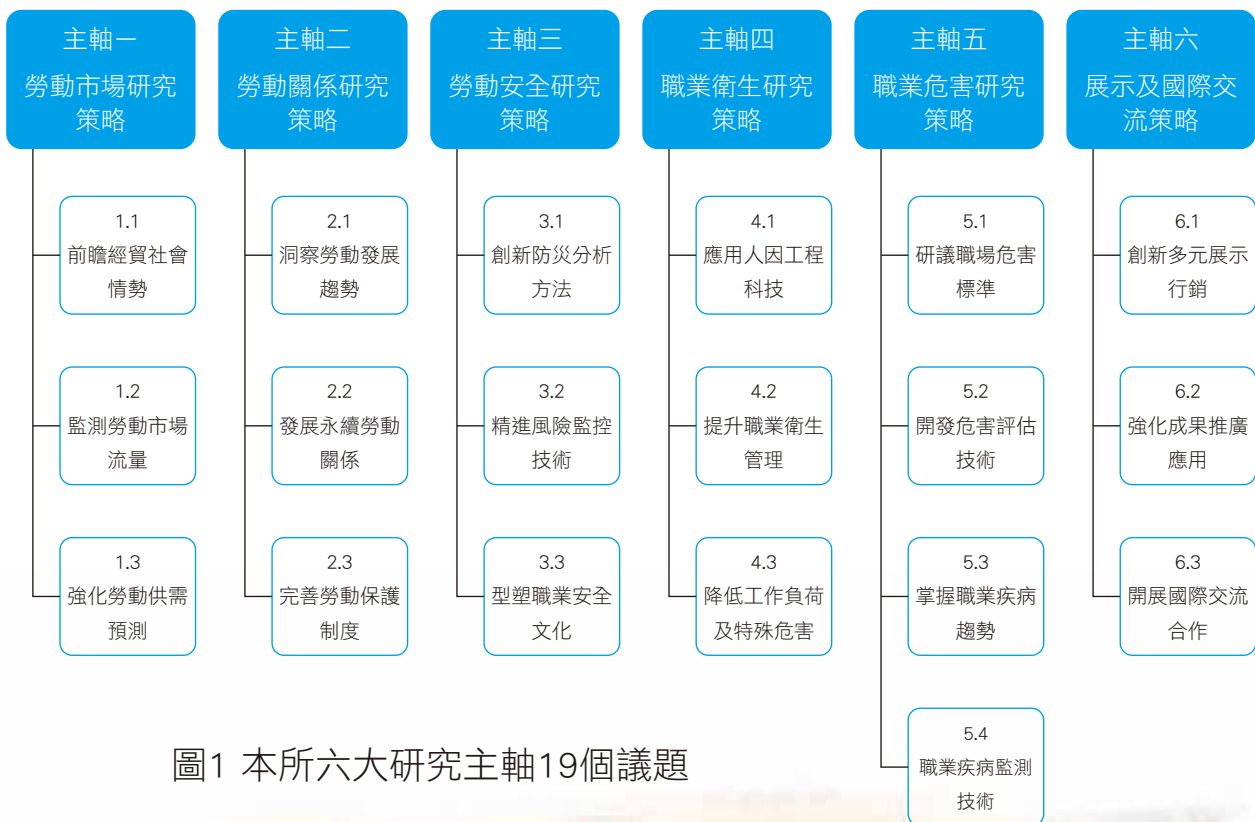 主軸一
勞動市場研究
策略
1.1
前瞻經貿社會
情勢
1.2
監測勞動市場
流量
1.3
強化勞動供需
預測
主軸二
勞動關係研究
策略
2.1
洞察勞動發展
趨勢
2.2
發展永續勞動
關係
2.3
完善勞動保護
制度
主軸三
勞動安全研究
策略
3.1
創新防災分析
方法
3.2
精進風險監控
技術
3.3
型塑職業安全
文化
主軸四
職業衛生研究
策略
4.1
應用人因工程
科技
4.2
提升職業衛生
管理
4.3
降低工作負荷
及特殊危害
主軸五
職業危害研究
策略
5.1
研議職場危害
標準
5.2
開發危害評估
技術
5.3
掌握職業疾病
趨勢
5.4
職業疾病監測
技術
主軸六
展示及國際交
流策略
6.1
創新多元展示
行銷
6.2
強化成果推廣
應用
6.3
開展國際交流
合作
圖1 本所六大研究主軸19個議題